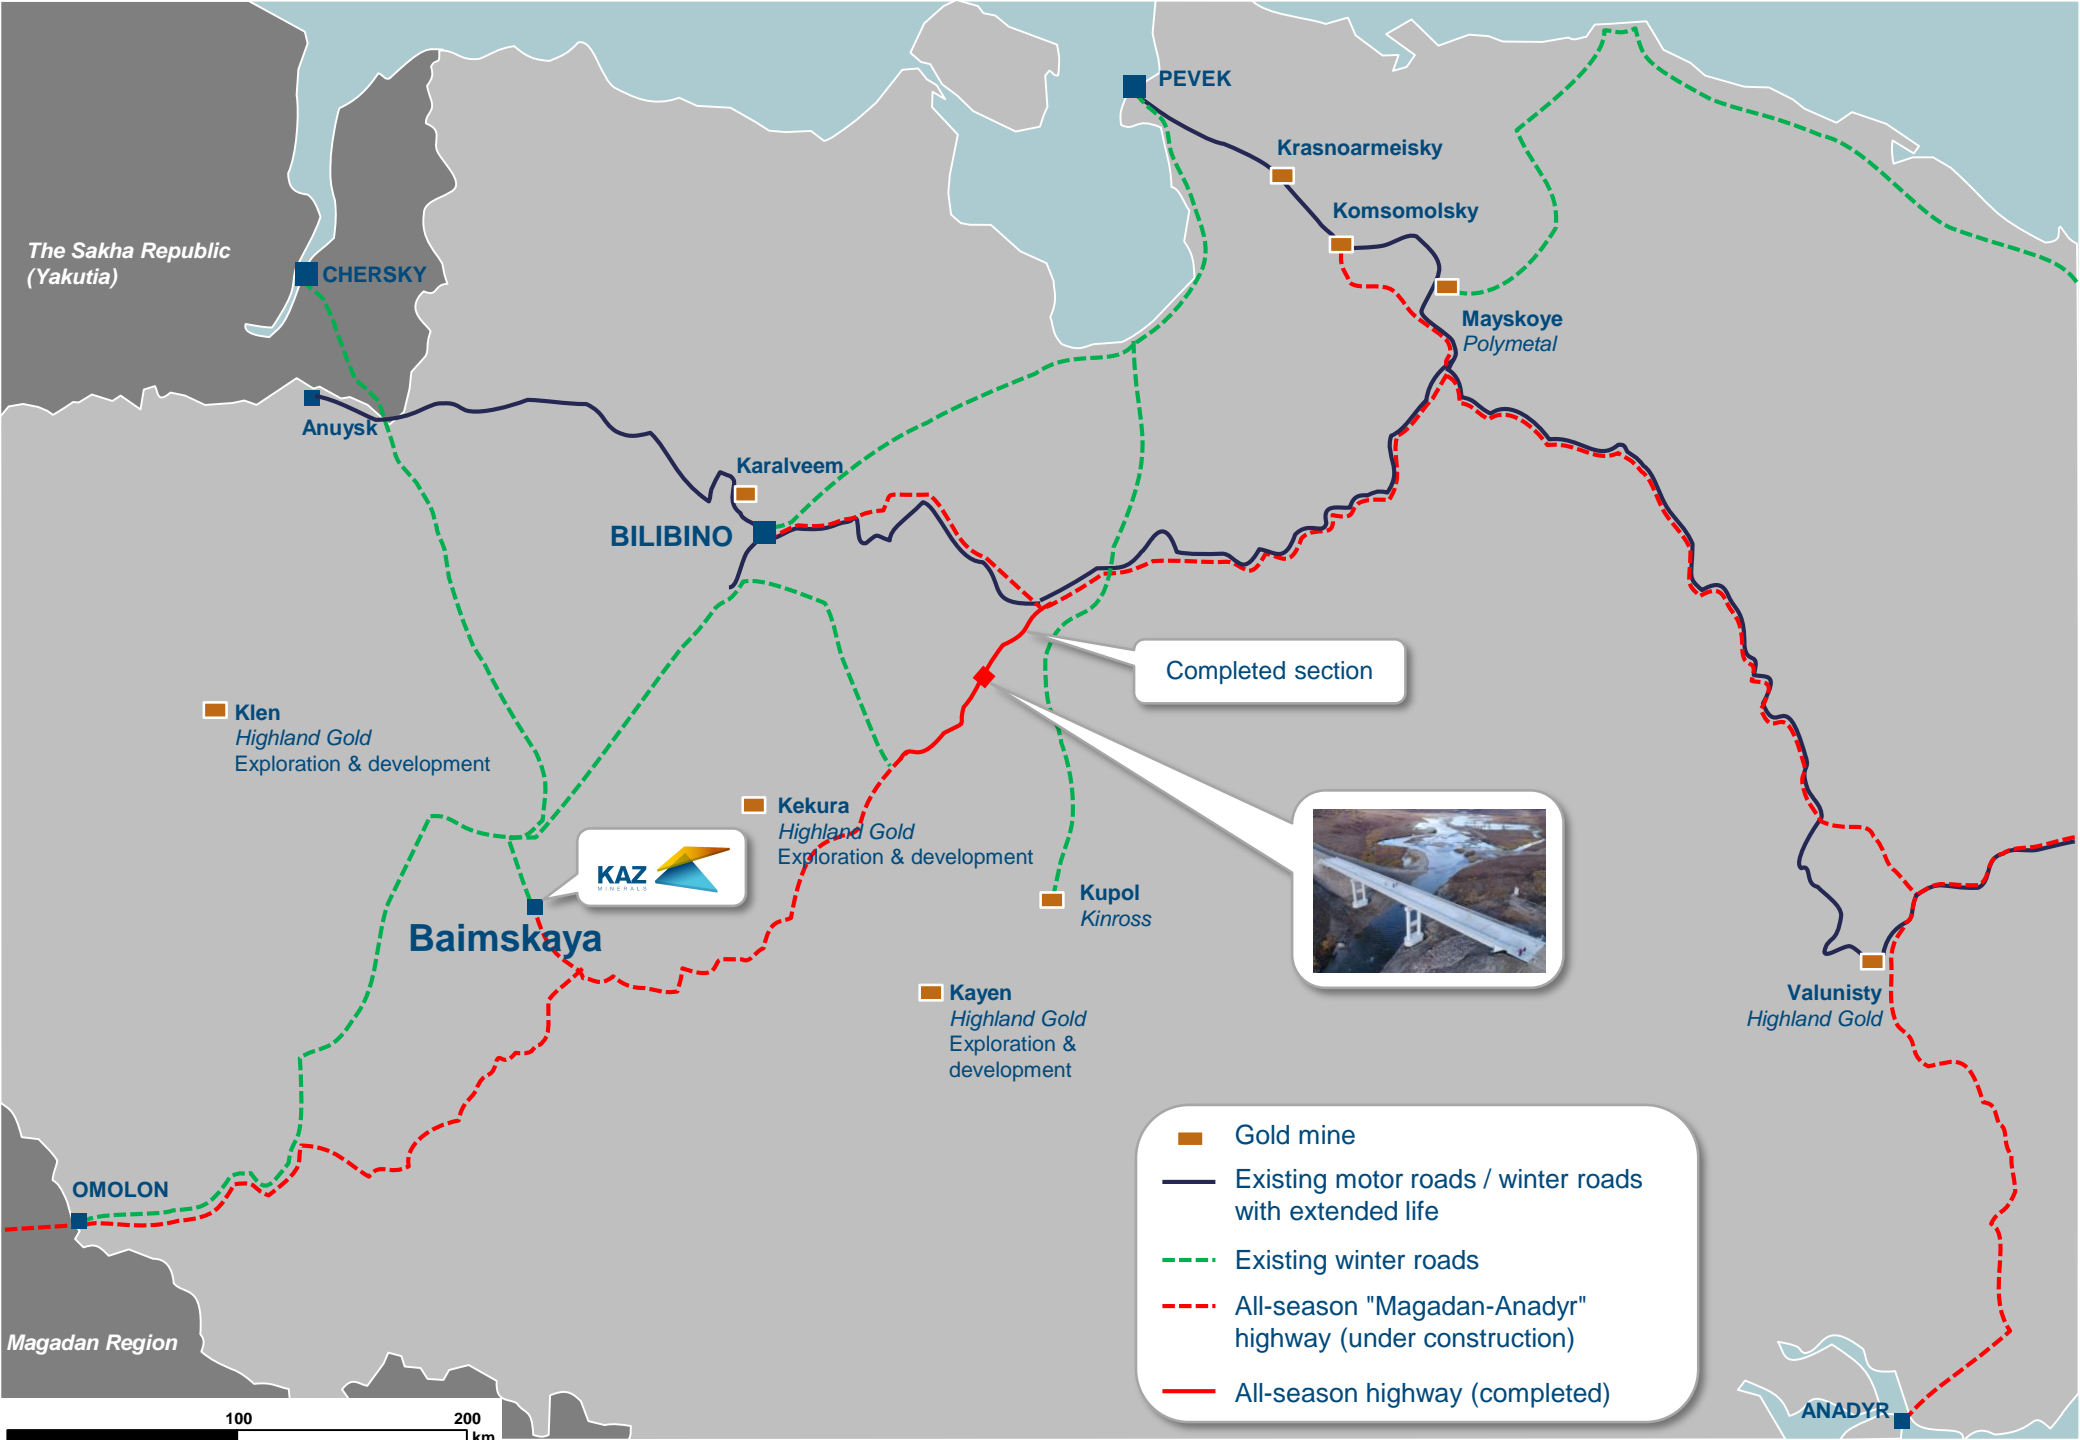 PEVEK
Krasnoarmeisky
Komsomolsky
The Sakha Republic
(Yakutia)
CHERSKY
Mayskoye
Polymetal
Anuysk
Karalveem
BILIBINO
Completed section
Klen
Highland Gold
Exploration & development
Kekura
Highland Gold
Exploration & development
KAZ
MINERALS
Baimskaya
Kupol
Kinross
Kayen
Highland Gold
Exploration &
development
Valunisty
Highland Gold
OMOLON
Gold mine
Existing motor roads / winter roads
with extended life
Existing winter roads
All-season "Magadan-Anadyr"
highway (under construction)
All-season highway (completed)
Magadan Region
ANADYR
100
200
km